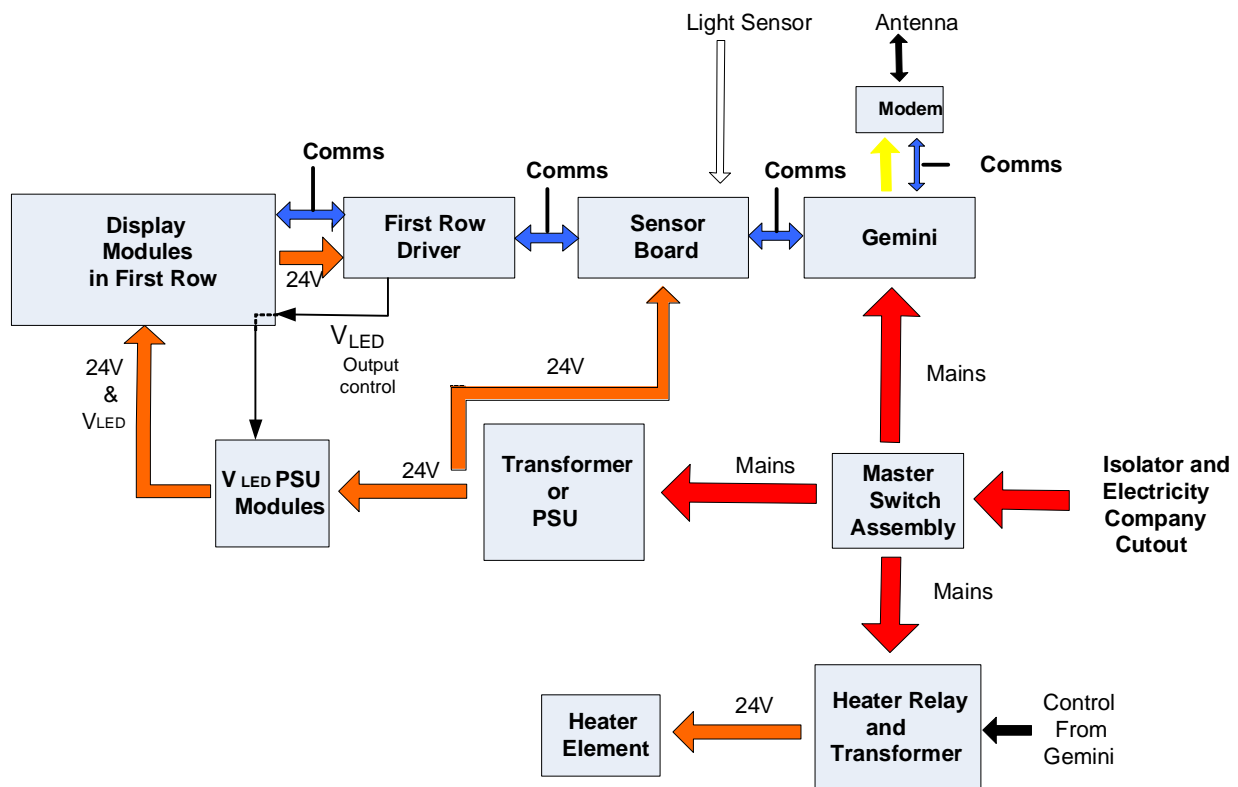 Light Sensor
Antenna
Modem
Comms
Comms
Comms
Comms
Display
Modules
in First Row
First Row
Driver
Sensor
Board
Gemini
24V
VLED
Output
control
24V
&
VLED
24V
Mains
V LED PSU
Modules
24V
Transformer
or
PSU
Mains
Master
Switch
Assembly
Isolator and
Electricity
Company
Cutout
Mains
Heater
Element
24V
Heater Relay
and
Transformer
Control
From
Gemini